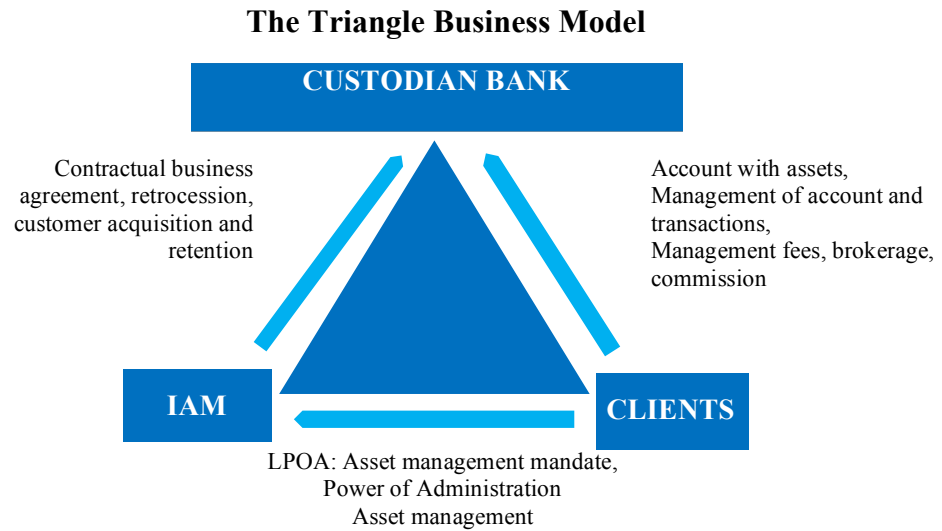 The Triangle Business Model
CUSTODIAN BANK
Contractual business
agreement, retrocession,
customer acquisition and
retention
Account with assets,
Management of account and
transactions,
Management fees, brokerage,
commission
IAM
CLIENTS
LPOA: Asset management mandate,
Power of Administration
Asset management